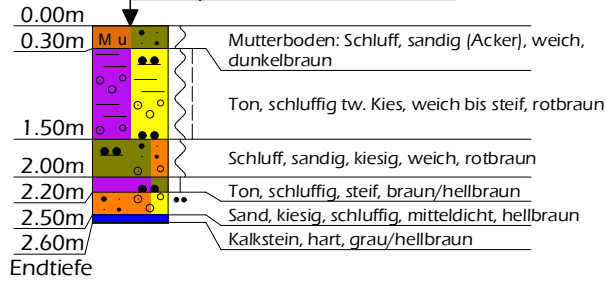 0.00m
0.30m
Mu
Mutterboden: Schluff, sandig (Acker), weich,
dunkelbraun
Ton, schluffig tw. Kies, weich bis steif, rotbraun
1.50m
Schluff, sandig, kiesig, weich, rotbraun
2.00m
Ton, schluffig, steif, braun/hellbraun
2.20m
Sand, kiesig, schluffig, mitteldicht, hellbraun
2.50m
Kalkstein, hart, grau/hellbraun
2.60m
Endtiefe